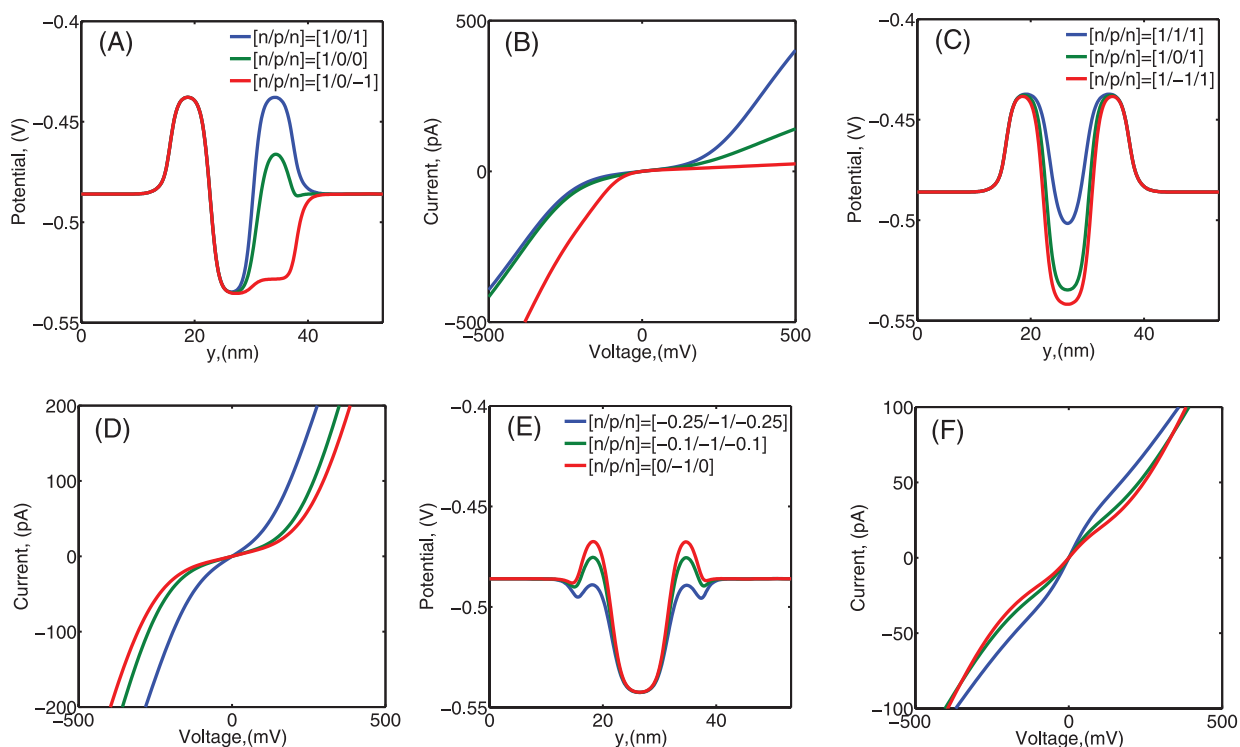 (A)
[n/p/n]=[1/0/1]
[n/p/n]=[1/0/0]
[n/p/n]=[1/0/−1]
−0.4
−0.45
−0.5
−0.55
Potential, (V)
0
20
40
y,(nm)
(B)
500
0
−500
Current, (pA)
−500
0
500
Voltage,(mV)
(C)
[n/p/n]=[1/1/1]
[n/p/n]=[1/0/1]
[n/p/n]=[1/−1/1]
−0.4
−0.45
−0.5
−0.55
Potential, (V)
0
20
40
y,(nm)
(D)
200
100
0
−100
−200
Current, (pA)
−500
0
500
Voltage,(mV)
(E)
[n/p/n]=[−0.25/−1/−0.25]
[n/p/n]=[−0.1/−1/−0.1]
[n/p/n]=[0/−1/0]
−0.4
−0.45
−0.5
−0.55
Potential, (V)
0
20
40
y,(nm)
(F)
100
50
0
−50
−100
Current, (pA)
−500
0
500
Voltage,(mV)